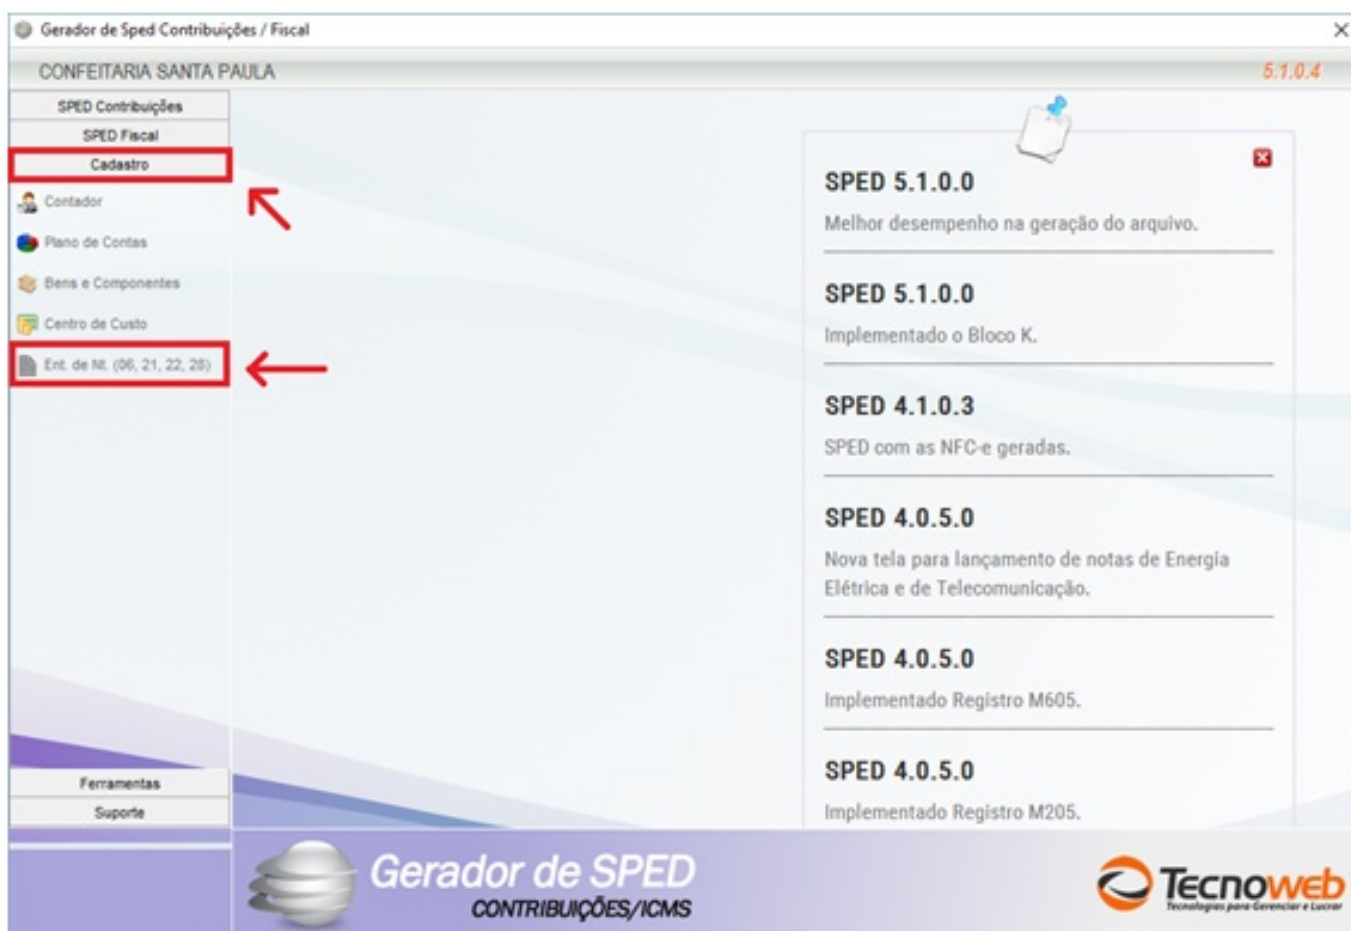 Gerador de Sped Contribuições / Fiscal
CONFEITARIA SANTA PAULA
5.1.0.4
SPED Contribuições
SPED Fiscal
Cadastro
Contador
Plano de Contas
Bens e Componentes
Centro de Custo
Ent. de Nt. (06, 21, 22, 28)
Ferramentas
Suporte
SPED 5.1.0.0
Melhor desempenho na geração do arquivo.
SPED 5.1.0.0
Implementado o Bloco K.
SPED 4.1.0.3
SPED com as NFC-e geradas.
SPED 4.0.5.0
Nova tela para lançamento de notas de Energia
Elétrica e de Telecomunicação.
SPED 4.0.5.0
Implementado Registro M605.
SPED 4.0.5.0
Implementado Registro M205.
Gerador de SPED
CONTRIBUIÇÕES/ICMS
Tecnoweb
Tecnologias para Gerenciar e Lucrar